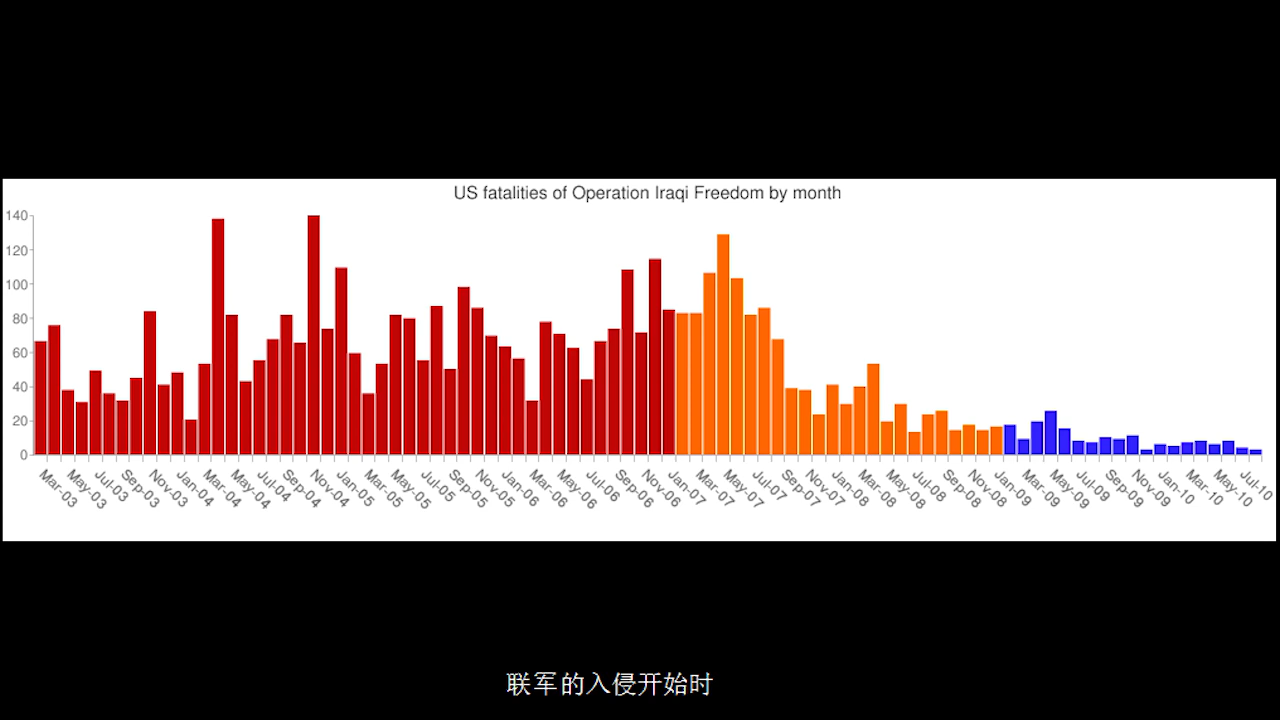 US fatalities of Operation Iraqi Freedom by month
140
120
100
80
60
40
20
0
Mar-03
May-03
Jul-03
Sep-03
Nov-03
Jan-04
Mar-04
May-04
Jul-04
Sep-04
Nov-04
Jan-05
Mar-05
May-05
Jul-05
Sep-05
Nov-05
Jan-06
Mar-06
May-06
Jul-06
Sep-06
Nov-06
Jan-07
Mar-07
May-07
Jul-07
Sep-07
Nov-07
Jan-08
Mar-08
May-08
Jul-08
Sep-08
Nov-08
Jan-09
Mar-09
May-09
Jul-09
Sep-09
Nov-09
Jan-10
Mar-10
May-10
Jul-10
联军的入侵开始时